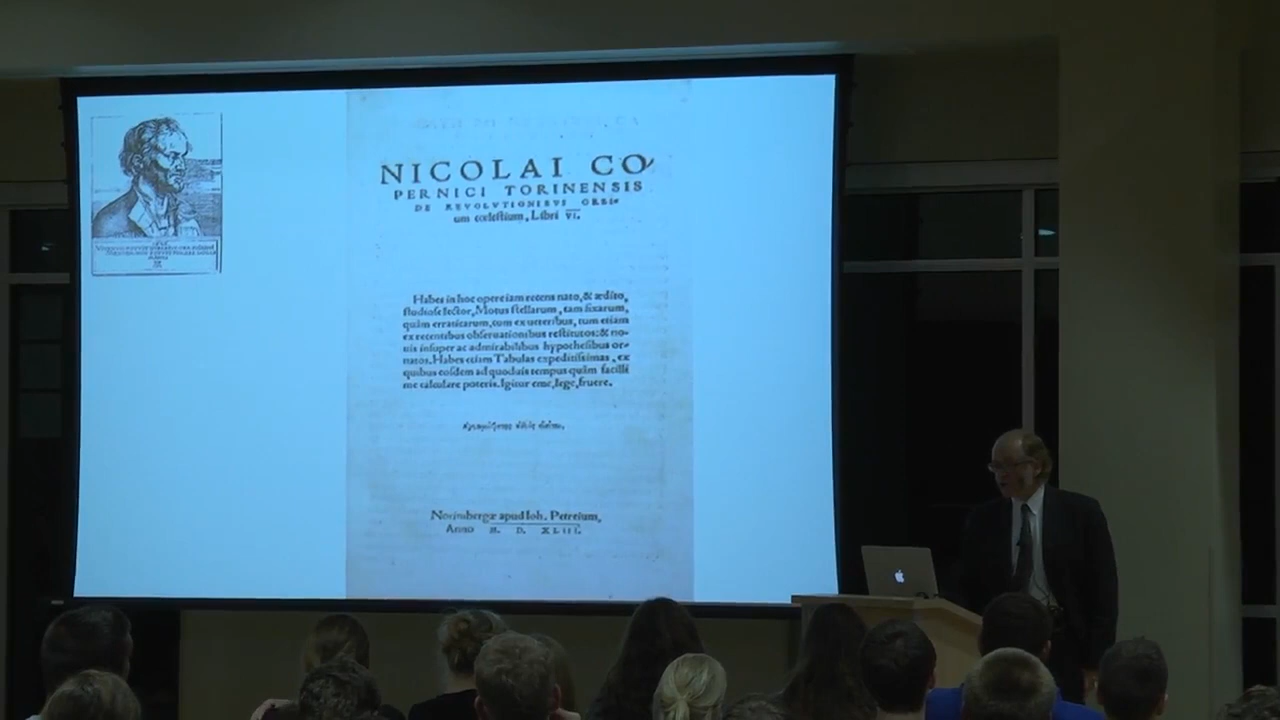 NICOLAI CO
PERNICI TORINENSIS
DE REVOLVTIONIBVS ORBI=
um cœlestium, Libri VI.
Habes in hoc opere iam recens nato, & ædito,
studiose lector, Motus stellarum, tam fixarum,
quàm erraticarum, cum ex ueteribus, tum etiam
ex recentibus obseruationibus restitutos: & no-
uis insuper ac admirabilibus hypothesibus or-
natos. Habes etiam Tabulas expeditissimas, ex
quibus eosdem ad quoduis tempus quàm facilli
me calculare poteris. Igitur eme, lege, fruere.
Norimbergæ apud Ioh. Petreium,
Anno M. D. XLIII.